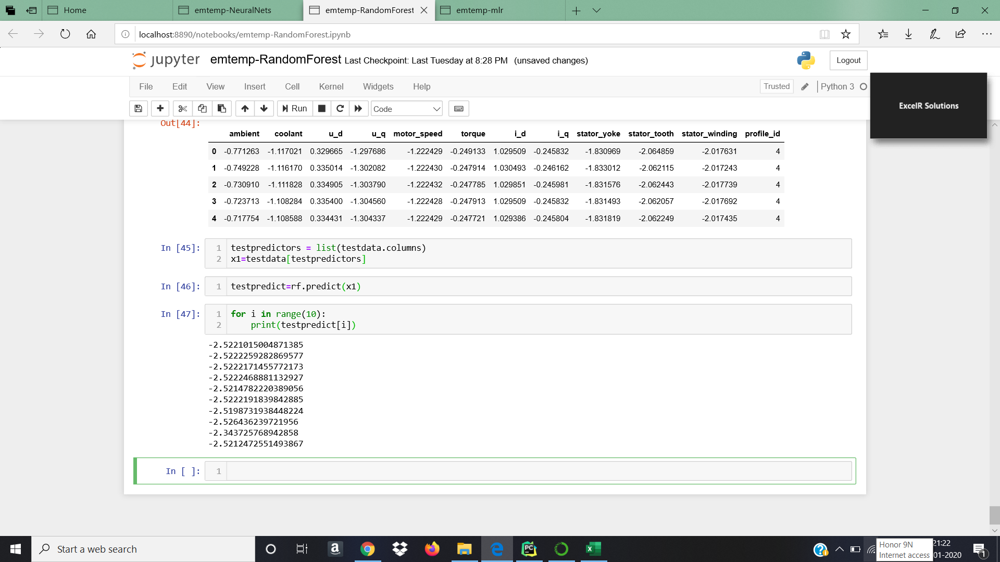 Home
emtemp-NeuralNets
emtemp-RandomForest
emtemp-mlr
localhost:8890/notebooks/emtemp-RandomForest.ipynb
jupyter emtemp-RandomForest Last Checkpoint: Last Tuesday at 8:28 PM (unsaved changes)
Logout
File Edit View Insert Cell Kernel Widgets Help
Trusted
Python 3
Run
Code
ExcelR Solutions
Out[44]:
ambient coolant u_d u_q motor_speed torque i_d i_q stator_yoke stator_tooth stator_winding profile_id
0 -0.771263 -1.117021 0.329665 -1.297686 -1.222429 -0.249133 1.029509 -0.245832 -1.830969 -2.064859 -2.017631 4
1 -0.749228 -1.116170 0.335014 -1.302082 -1.222430 -0.247914 1.030493 -0.246162 -1.833012 -2.062115 -2.017243 4
2 -0.730910 -1.111828 0.334905 -1.303790 -1.222432 -0.247785 1.029851 -0.245981 -1.831576 -2.062443 -2.017739 4
3 -0.723713 -1.108284 0.335400 -1.304560 -1.222428 -0.247913 1.029509 -0.245832 -1.831493 -2.062057 -2.017692 4
4 -0.717754 -1.108588 0.334431 -1.304337 -1.222429 -0.247721 1.029386 -0.245804 -1.831819 -2.062249 -2.017435 4
In [45]: 1 testpredictors = list(testdata.columns)
2 x1=testdata[testpredictors]
In [46]: 1 testpredict=rf.predict(x1)
In [47]: 1 for i in range(10):
2 print(testpredict[i])
-2.5221015004871385
-2.5222259282869577
-2.5222171455772173
-2.5222468881132927
-2.5214782220389056
-2.5222191839842885
-2.5198731938448224
-2.526436239721956
-2.343725768942858
-2.5212472551493867
In [ ]: 1
Start a web search
a
PC
x
Honor 9N
Internet access
21:22
01-2020
1